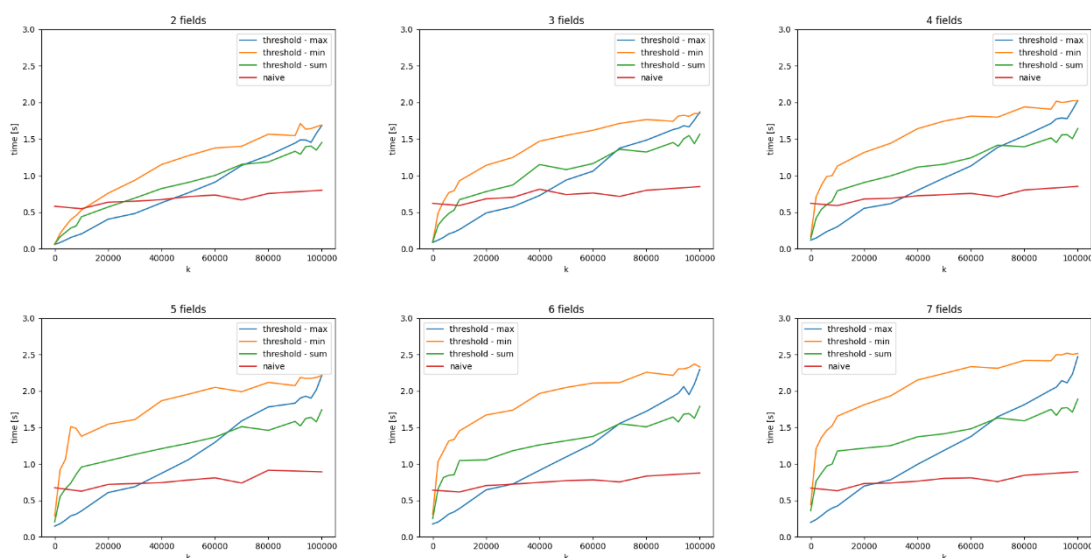 2 fields
3.0
2.5
2.0
1.5
1.0
0.5
0.0
time [s]
0 20000 40000 60000 80000 100000
k
threshold - max
threshold - min
threshold - sum
naive
3 fields
3.0
2.5
2.0
1.5
1.0
0.5
0.0
time [s]
0 20000 40000 60000 80000 100000
k
threshold - max
threshold - min
threshold - sum
naive
4 fields
3.0
2.5
2.0
1.5
1.0
0.5
0.0
time [s]
0 20000 40000 60000 80000 100000
k
threshold - max
threshold - min
threshold - sum
naive
5 fields
3.0
2.5
2.0
1.5
1.0
0.5
0.0
time [s]
0 20000 40000 60000 80000 100000
k
threshold - max
threshold - min
threshold - sum
naive
6 fields
3.0
2.5
2.0
1.5
1.0
0.5
0.0
time [s]
0 20000 40000 60000 80000 100000
k
threshold - max
threshold - min
threshold - sum
naive
7 fields
3.0
2.5
2.0
1.5
1.0
0.5
0.0
time [s]
0 20000 40000 60000 80000 100000
k
threshold - max
threshold - min
threshold - sum
naive